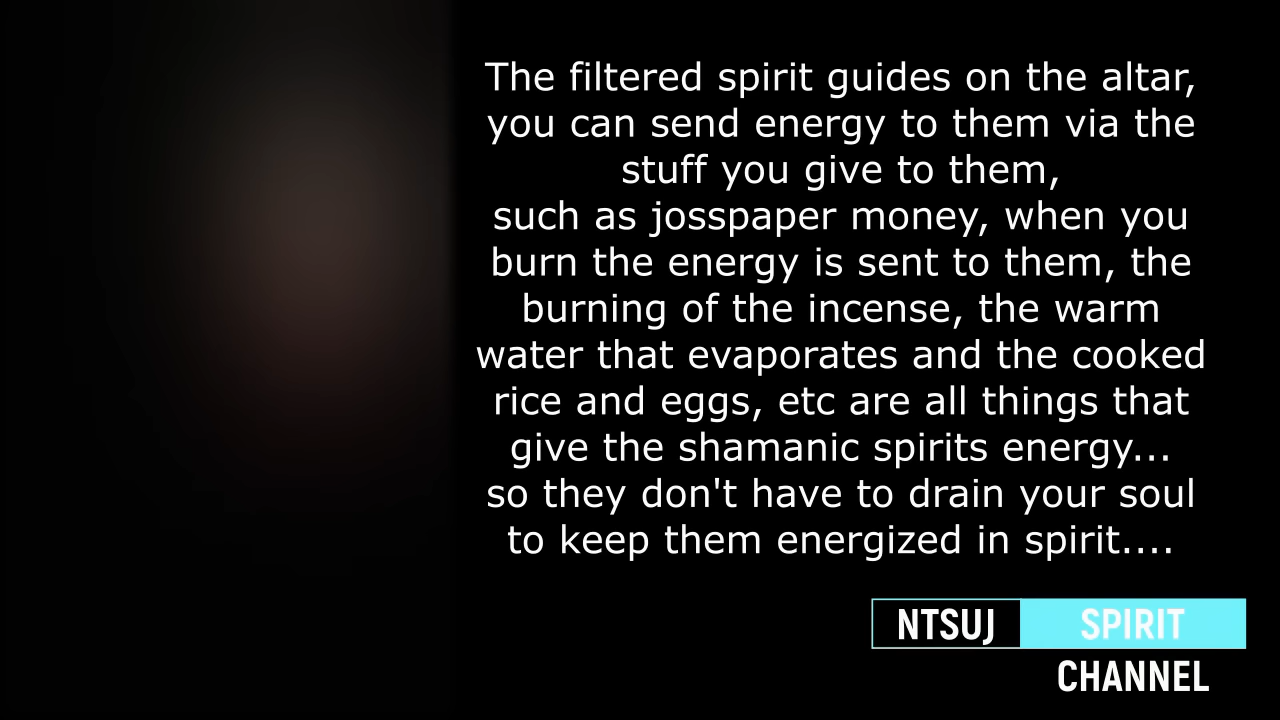 The filtered spirit guides on the altar,
you can send energy to them via the
stuff you give to them,
such as josspaper money, when you
burn the energy is sent to them, the
burning of the incense, the warm
water that evaporates and the cooked
rice and eggs, etc are all things that
give the shamanic spirits energy...
so they don't have to drain your soul
to keep them energized in spirit....
NTSUJ SPIRIT
CHANNEL